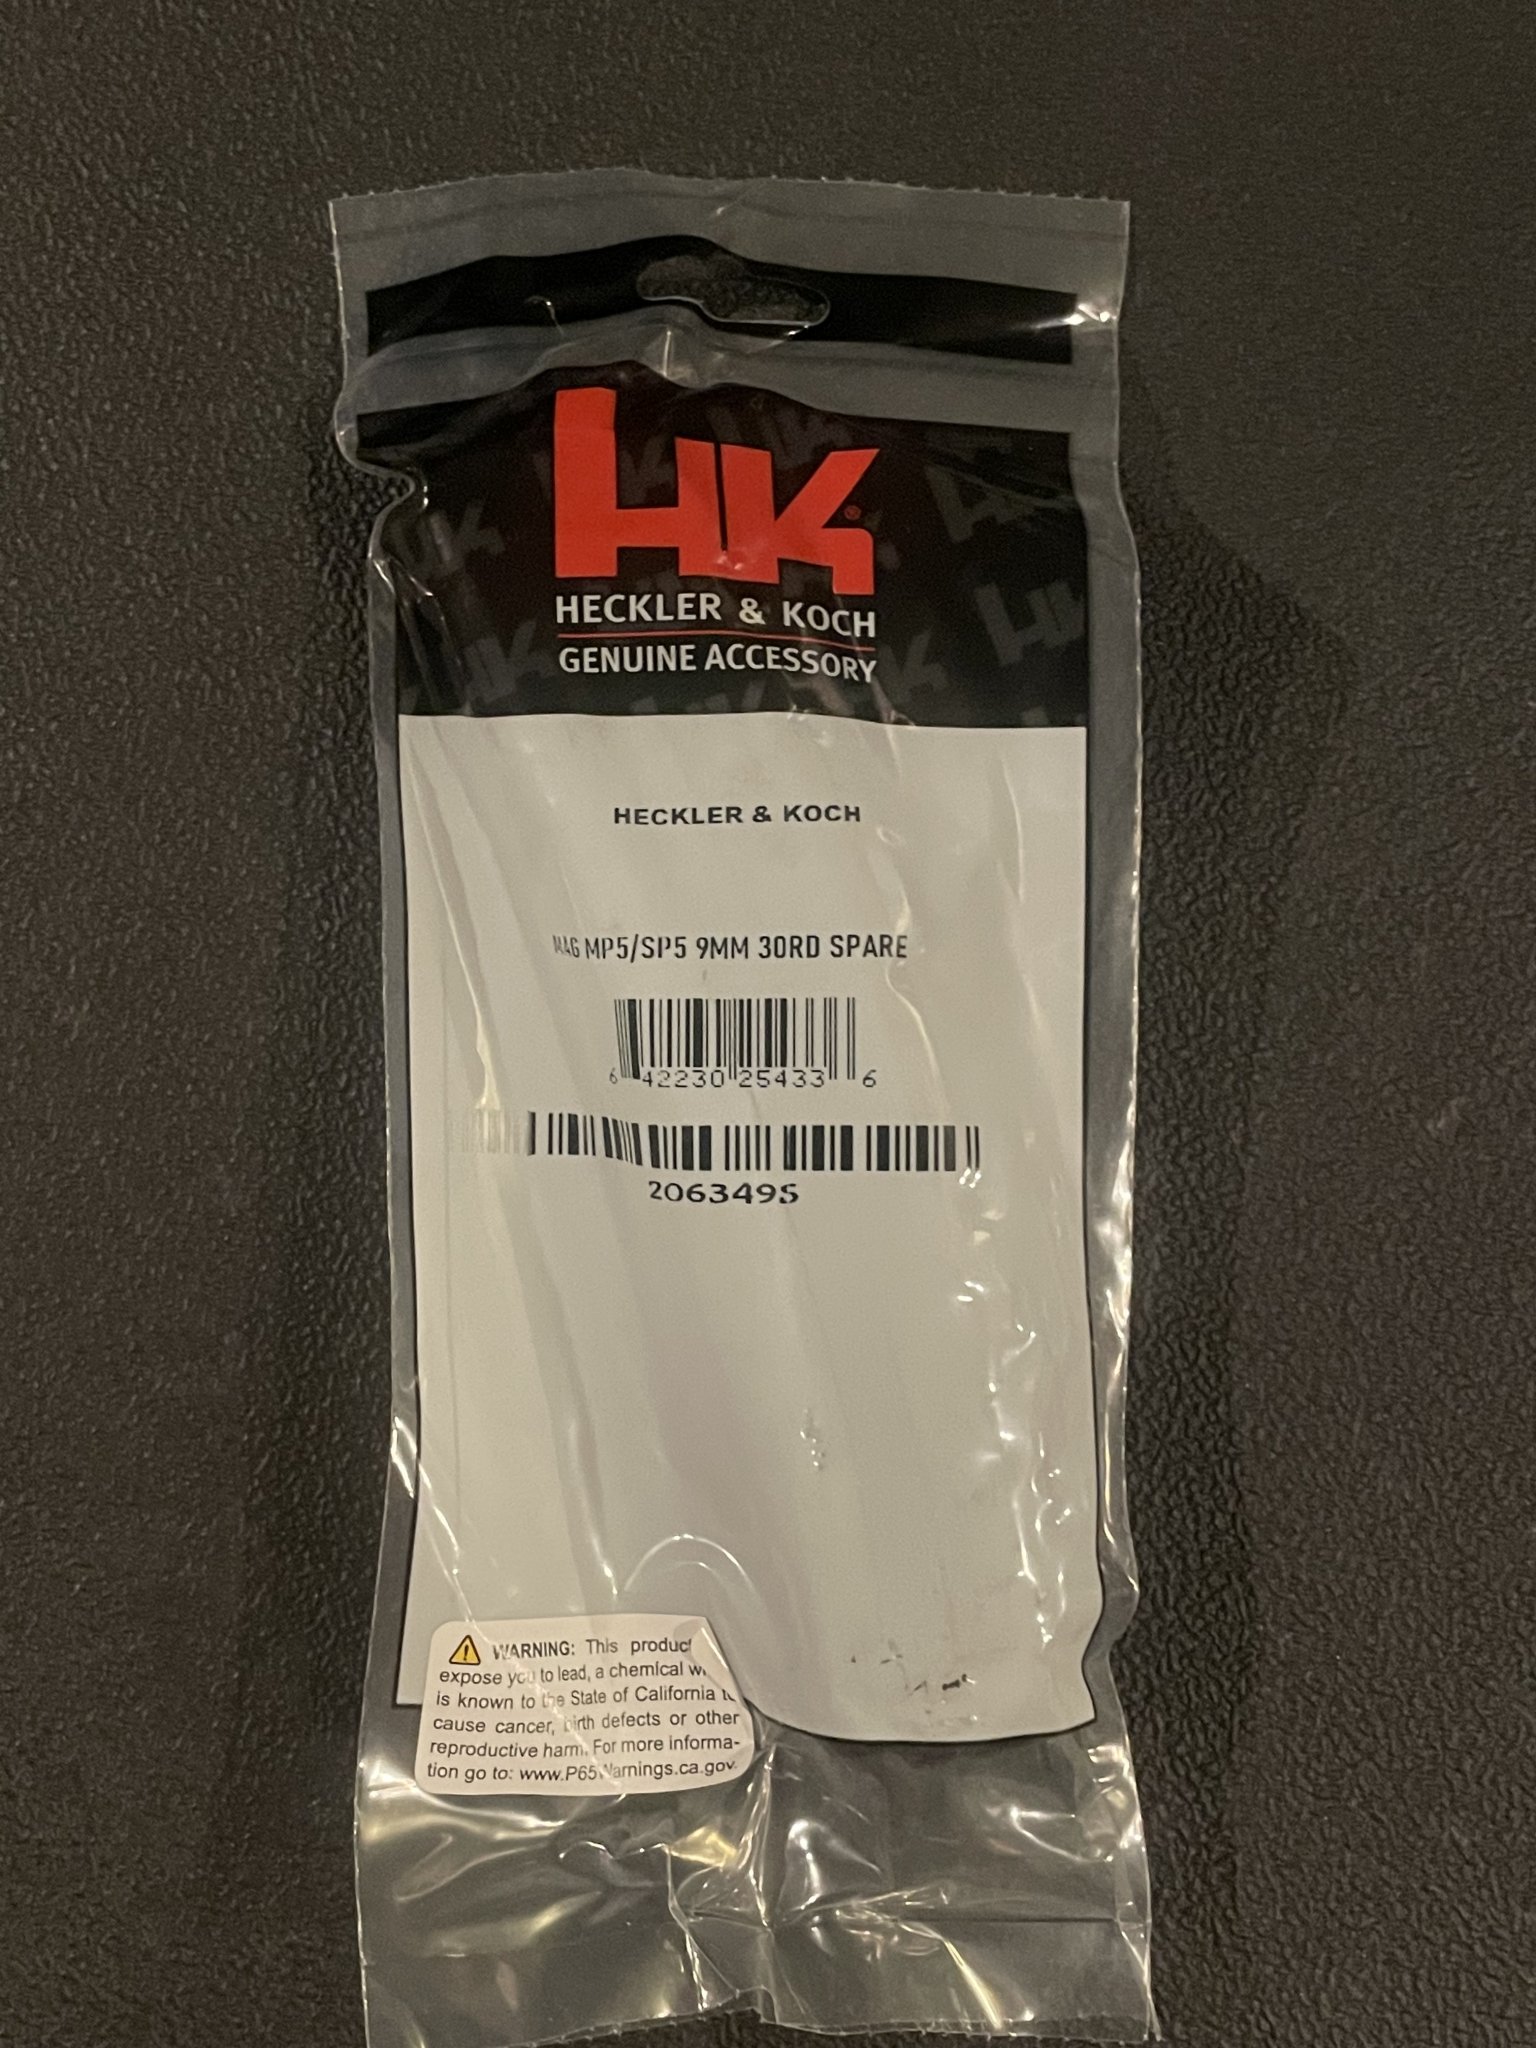 HK®
HECKLER & KOCH
GENUINE ACCESSORY
HECKLER & KOCH
MAG MP5/SP5 9MM 30RD SPARE
6 42230 25433 6
206349S
WARNING: This product
expose you to lead, a chemical
is known to the State of California to
cause cancer, birth defects or other
reproductive harm. For more informa-
tion go to: www.P65Warnings.ca.gov.